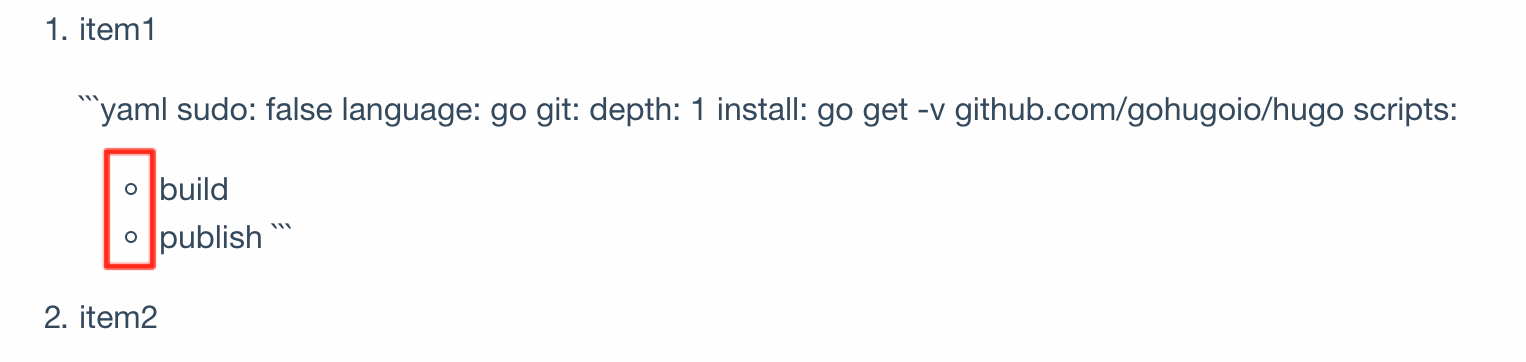 1. item1
```yaml sudo: false language: go git: depth: 1 install: go get -v github.com/gohugoio/hugo scripts:
build
publish ```
2. item2